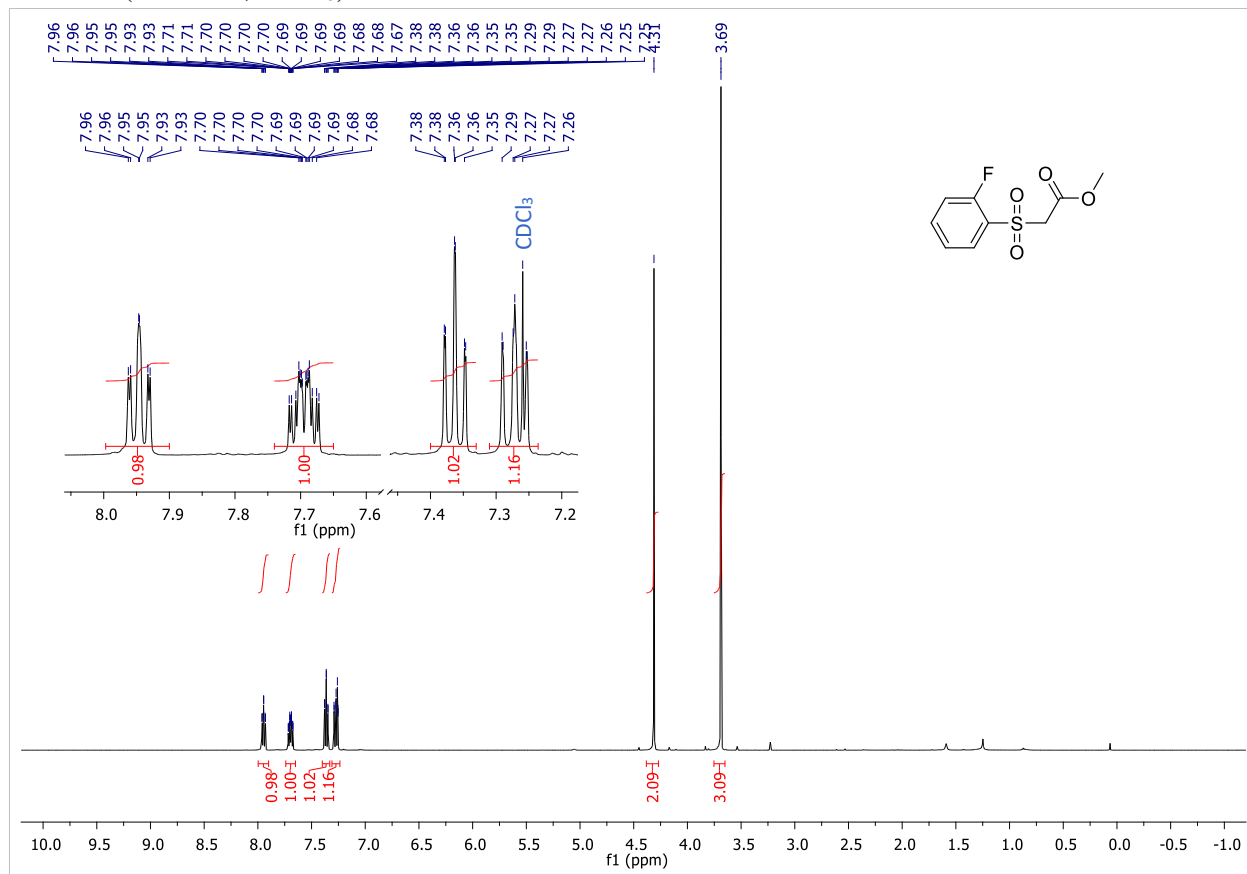 7.96 7.96 7.95 7.95 7.93 7.93 7.71 7.71 7.70 7.70 7.70 7.70 7.69 7.69 7.69 7.69 7.68 7.68 7.67 7.38 7.38 7.36 7.36 7.35 7.35 7.29 7.29 7.27 7.27 7.26 7.25 7.25 4.31 3.69
7.96 7.96 7.95 7.95 7.93 7.93 7.70 7.70 7.70 7.70 7.69 7.69 7.69 7.69 7.68 7.68 7.38 7.38 7.36 7.36 7.35 7.29 7.27 7.27 7.26
F
O
O
O
S
O
CDCl₃
0.98 1.00 1.02 1.16
8.0 7.9 7.8 7.7 7.6 7.4 7.3 7.2
f1 (ppm)
0.98 1.00 1.02 1.16 2.09 3.09
10.0 9.5 9.0 8.5 8.0 7.5 7.0 6.5 6.0 5.5 5.0 4.5 4.0 3.5 3.0 2.5 2.0 1.5 1.0 0.5 0.0 -0.5 -1.0
f1 (ppm)